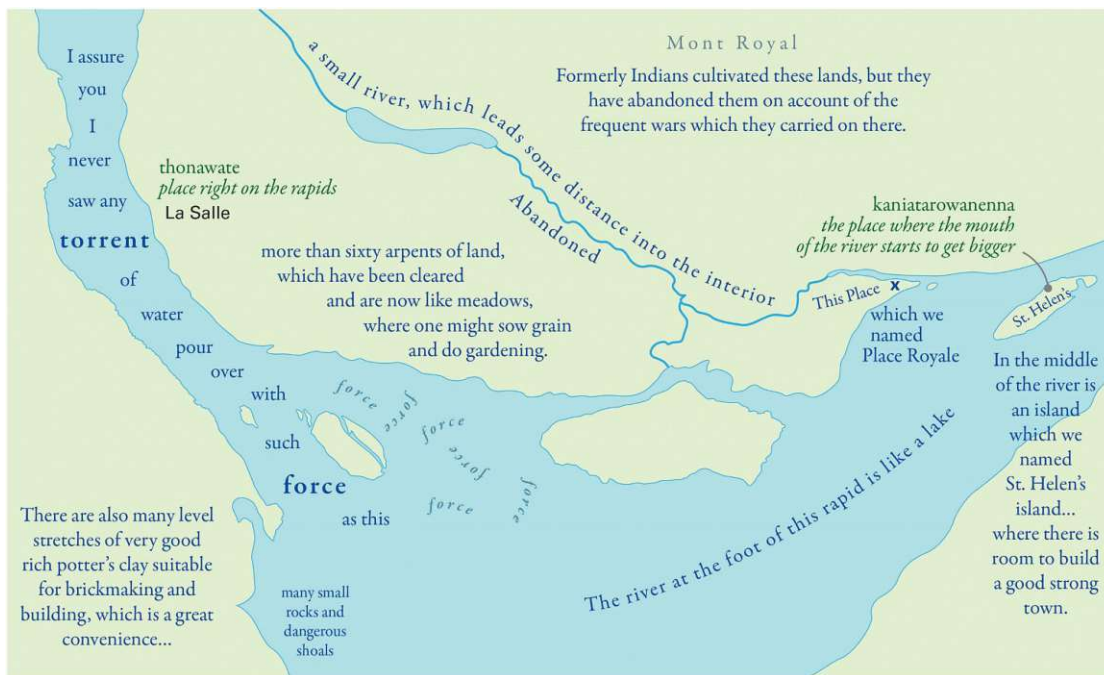 I assure
you
I
never
saw any
torrent
of
water
pour
over
with
such
force
as this
thonawate
place right on the rapids
La Salle
a small river, which leads some distance into the interior
Abandoned
Mont Royal
Formerly Indians cultivated these lands, but they
have abandoned them on account of the
frequent wars which they carried on there.
kaniatarowanenna
the place where the mouth
of the river starts to get bigger
more than sixty arpents of land,
which have been cleared
and are now like meadows,
where one might sow grain
and do gardening.
This Place x
which we
named
Place Royale
St. Helen's
In the middle
of the river is
an island
which we
named
St. Helen's
island...
where there is
room to build
a good strong
town.
force
force
force
force
force
force
The river at the foot of this rapid is like a lake
There are also many level
stretches of very good
rich potter's clay suitable
for brickmaking and
building, which is a great
convenience...
many small
rocks and
dangerous
shoals